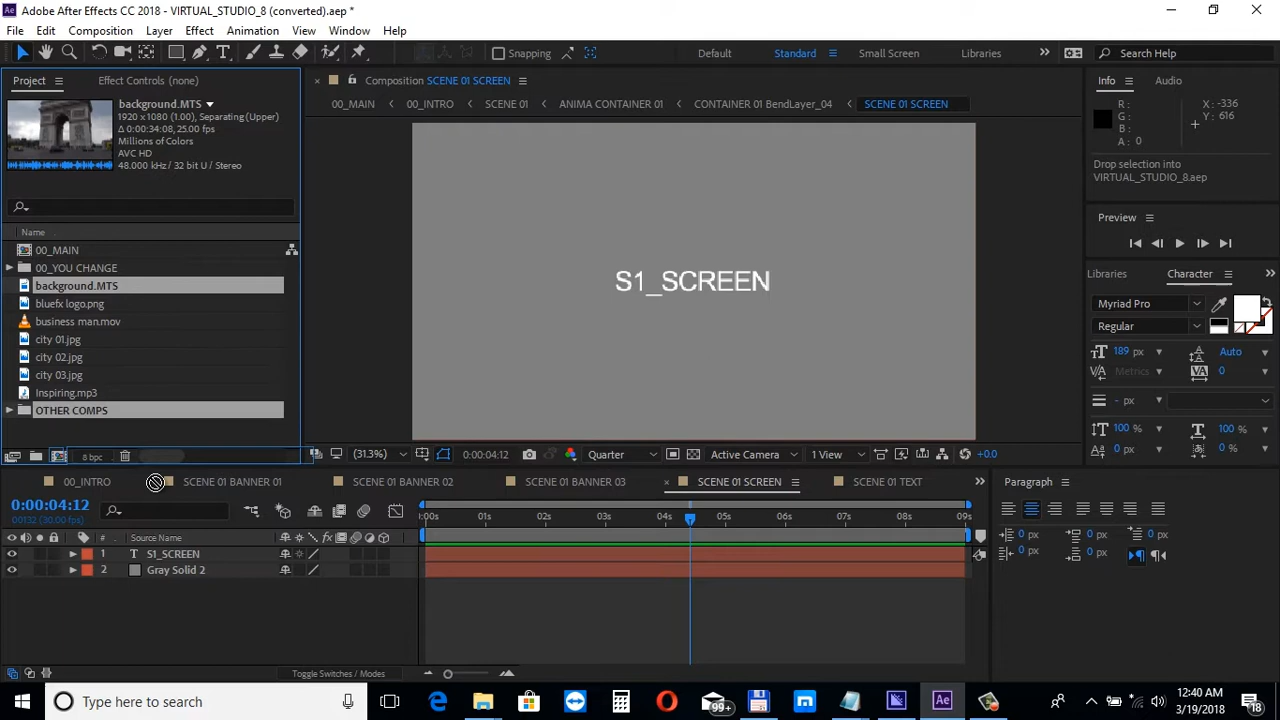 Adobe After Effects CC 2018 - VIRTUAL_STUDIO_8 (converted).aep *
File Edit Composition Layer Effect Animation View Window Help
Snapping Default Standard Small Screen Libraries Search Help
Project Effect Controls (none)
Composition SCENE 01 SCREEN
Info Audio
background.MTS
1920 x 1080 (1.00), Separating (Upper)
Δ 0:00:34:08, 25.00 fps
Millions of Colors
AVC HD
48.000 kHz / 32 bit U / Stereo
00_MAIN 00_INTRO SCENE 01 ANIMA CONTAINER 01 CONTAINER 01 BendLayer_04 SCENE 01 SCREEN
R :
G :
B :
A : 0
X : -336
Y : 616
Drop selection into
VIRTUAL_STUDIO_8.aep
Preview
Name
00_MAIN
00_YOU CHANGE
background.MTS
bluefx logo.png
business man.mov
city 01.jpg
city 02.jpg
city 03.jpg
Inspiring.mp3
OTHER COMPS
8 bpc
S1_SCREEN
Libraries Character
Myriad Pro
Regular
189 px Auto
Metrics 0
- px
100 % 100 %
0 px 0 %
(31.3%) 0:00:04:12 Quarter Active Camera 1 View +0.0
00_INTRO SCENE 01 BANNER 01 SCENE 01 BANNER 02 SCENE 01 BANNER 03 SCENE 01 SCREEN SCENE 01 TEXT
Paragraph
0:00:04:12
00132 (30.00 fps)
:00s 01s 02s 03s 04s 05s 06s 07s 08s 09s
# Source Name
1 T S1_SCREEN
2 Gray Solid 2
0 px 0 px 0 px
0 px 0 px
Toggle Switches / Modes
Type here to search
99+
12:40 AM
3/19/2018
18